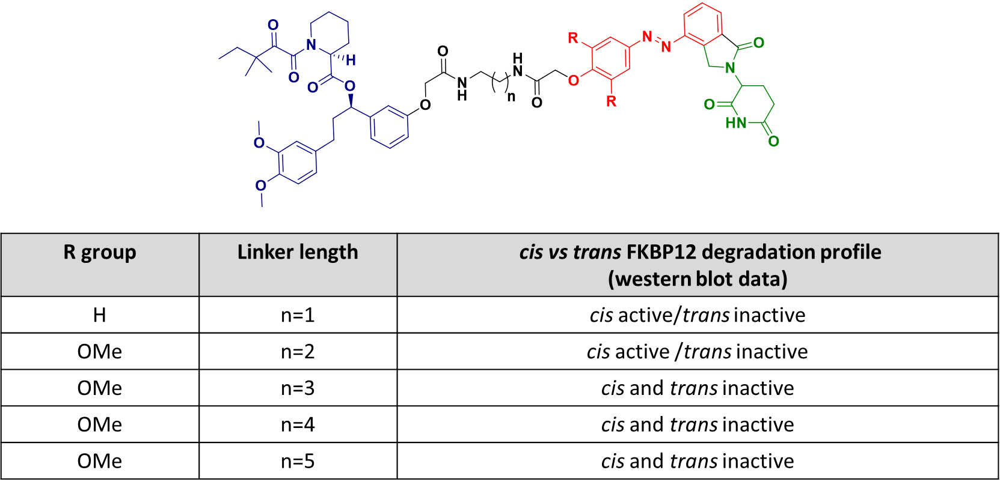 O
N
H
O
O
O
O
O
O
N
H
O
n
H
N
O
O
R
R
N
N
O
N
O
HN
O
R group Linker length cis vs trans FKBP12 degradation profile
(western blot data)
H n=1 cis active/trans inactive
OMe n=2 cis active /trans inactive
OMe n=3 cis and trans inactive
OMe n=4 cis and trans inactive
OMe n=5 cis and trans inactive